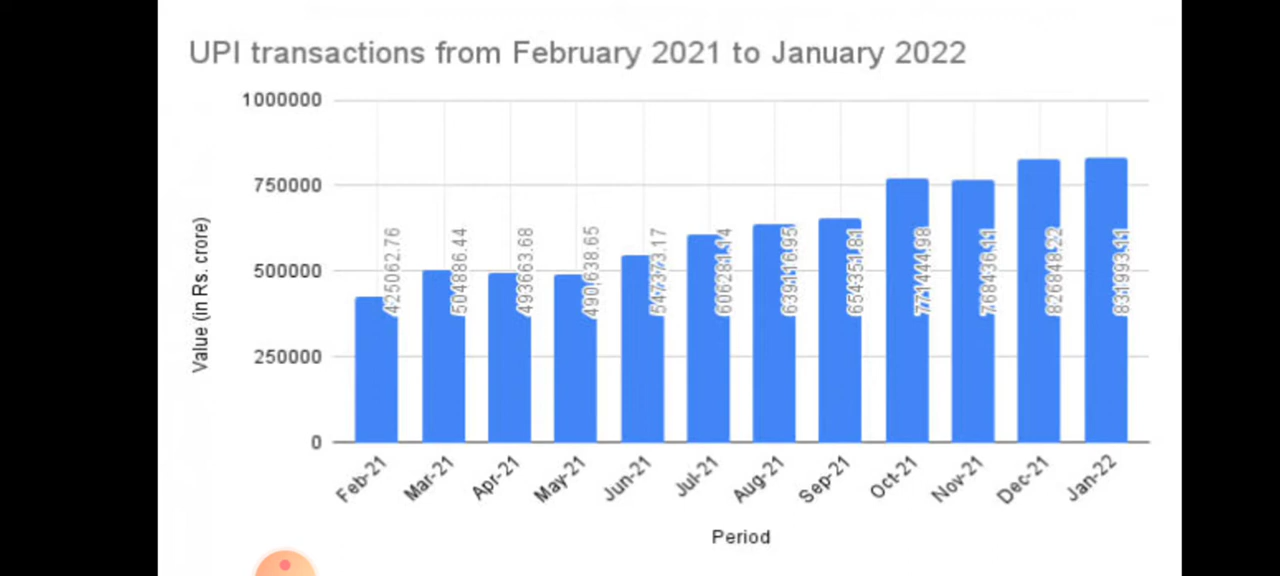 UPI transactions from February 2021 to January 2022
1000000
750000
500000
250000
0
Value (in Rs. crore)
425062.76
504886.44
493663.68
490,638.65
547373.17
606281.14
639116.95
654351.81
771444.98
768436.11
826848.22
831993.11
Feb-21
Mar-21
Apr-21
May-21
Jun-21
Jul-21
Aug-21
Sep-21
Oct-21
Nov-21
Dec-21
Jan-22
Period